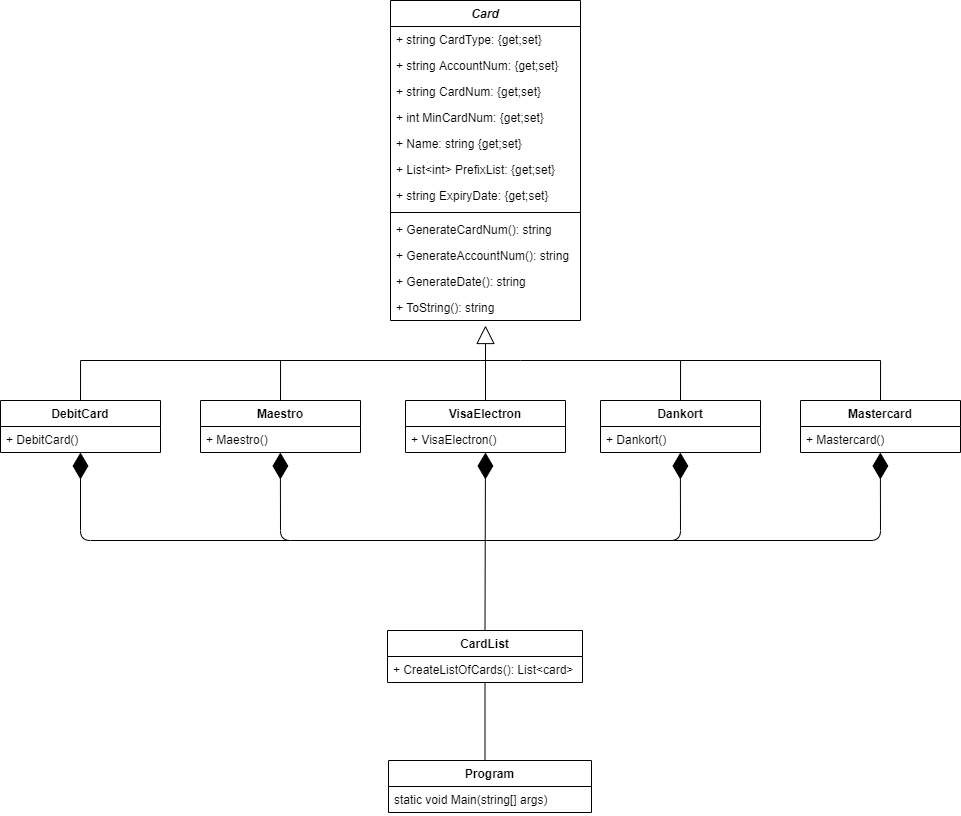 Card
+ string CardType: {get;set}
+ string AccountNum: {get;set}
+ string CardNum: {get;set}
+ int MinCardNum: {get;set}
+ Name: string {get;set}
+ List<int> PrefixList: {get;set}
+ string ExpiryDate: {get;set}
+ GenerateCardNum(): string
+ GenerateAccountNum(): string
+ GenerateDate(): string
+ ToString(): string
DebitCard
+ DebitCard()
Maestro
+ Maestro()
VisaElectron
+ VisaElectron()
Dankort
+ Dankort()
Mastercard
+ Mastercard()
CardList
+ CreateListOfCards(): List<card>
Program
static void Main(string[] args)